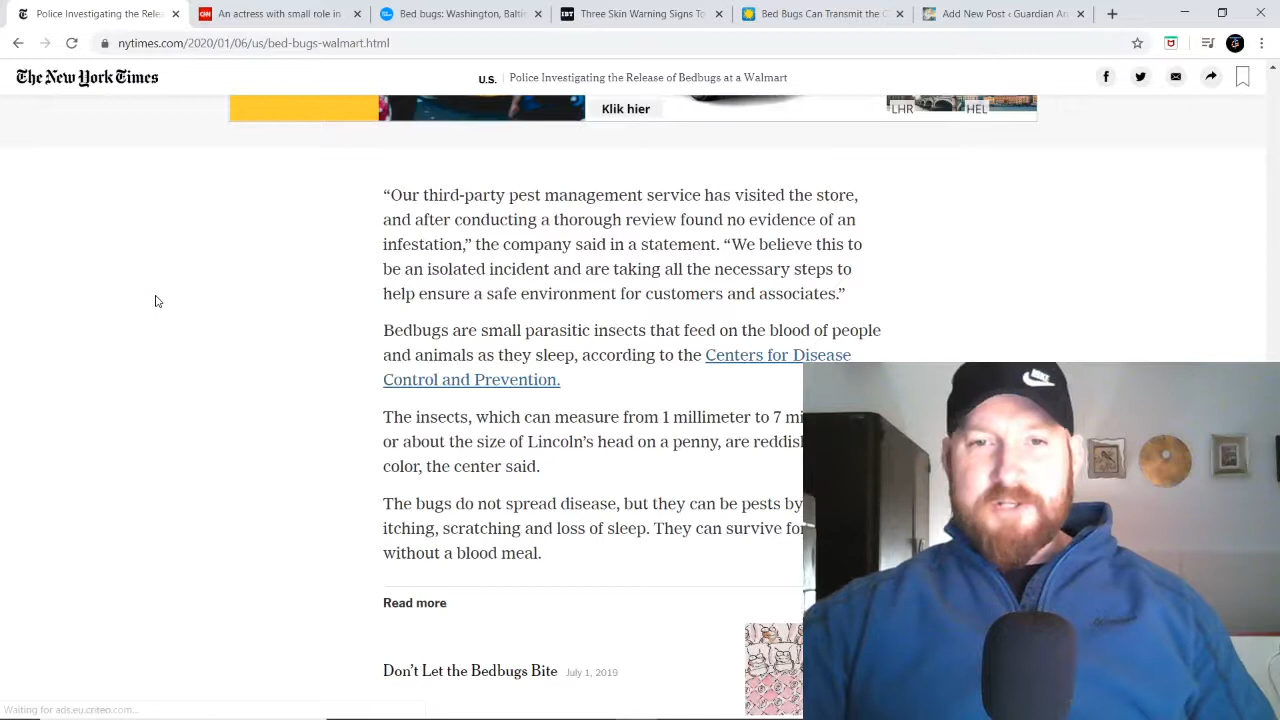 Police Investigating the Relea
An actress with small role in
Bed bugs: Washington, Balti
IBT Three Skin Warning Signs To
Bed Bugs Can Transmit the C
Add New Post ‹ Guardian An
nytimes.com/2020/01/06/us/bed-bugs-walmart.html
The New York Times
U.S. | Police Investigating the Release of Bedbugs at a Walmart
Klik hier
LHR HEL
“Our third-party pest management service has visited the store,
and after conducting a thorough review found no evidence of an
infestation,” the company said in a statement. “We believe this to
be an isolated incident and are taking all the necessary steps to
help ensure a safe environment for customers and associates.”
Bedbugs are small parasitic insects that feed on the blood of people
and animals as they sleep, according to the Centers for Disease
Control and Prevention.
The insects, which can measure from 1 millimeter to 7 mi
or about the size of Lincoln’s head on a penny, are reddis
color, the center said.
The bugs do not spread disease, but they can be pests by
itching, scratching and loss of sleep. They can survive for
without a blood meal.
Read more
Don’t Let the Bedbugs Bite July 1, 2019
Waiting for ads.eu.criteo.com...